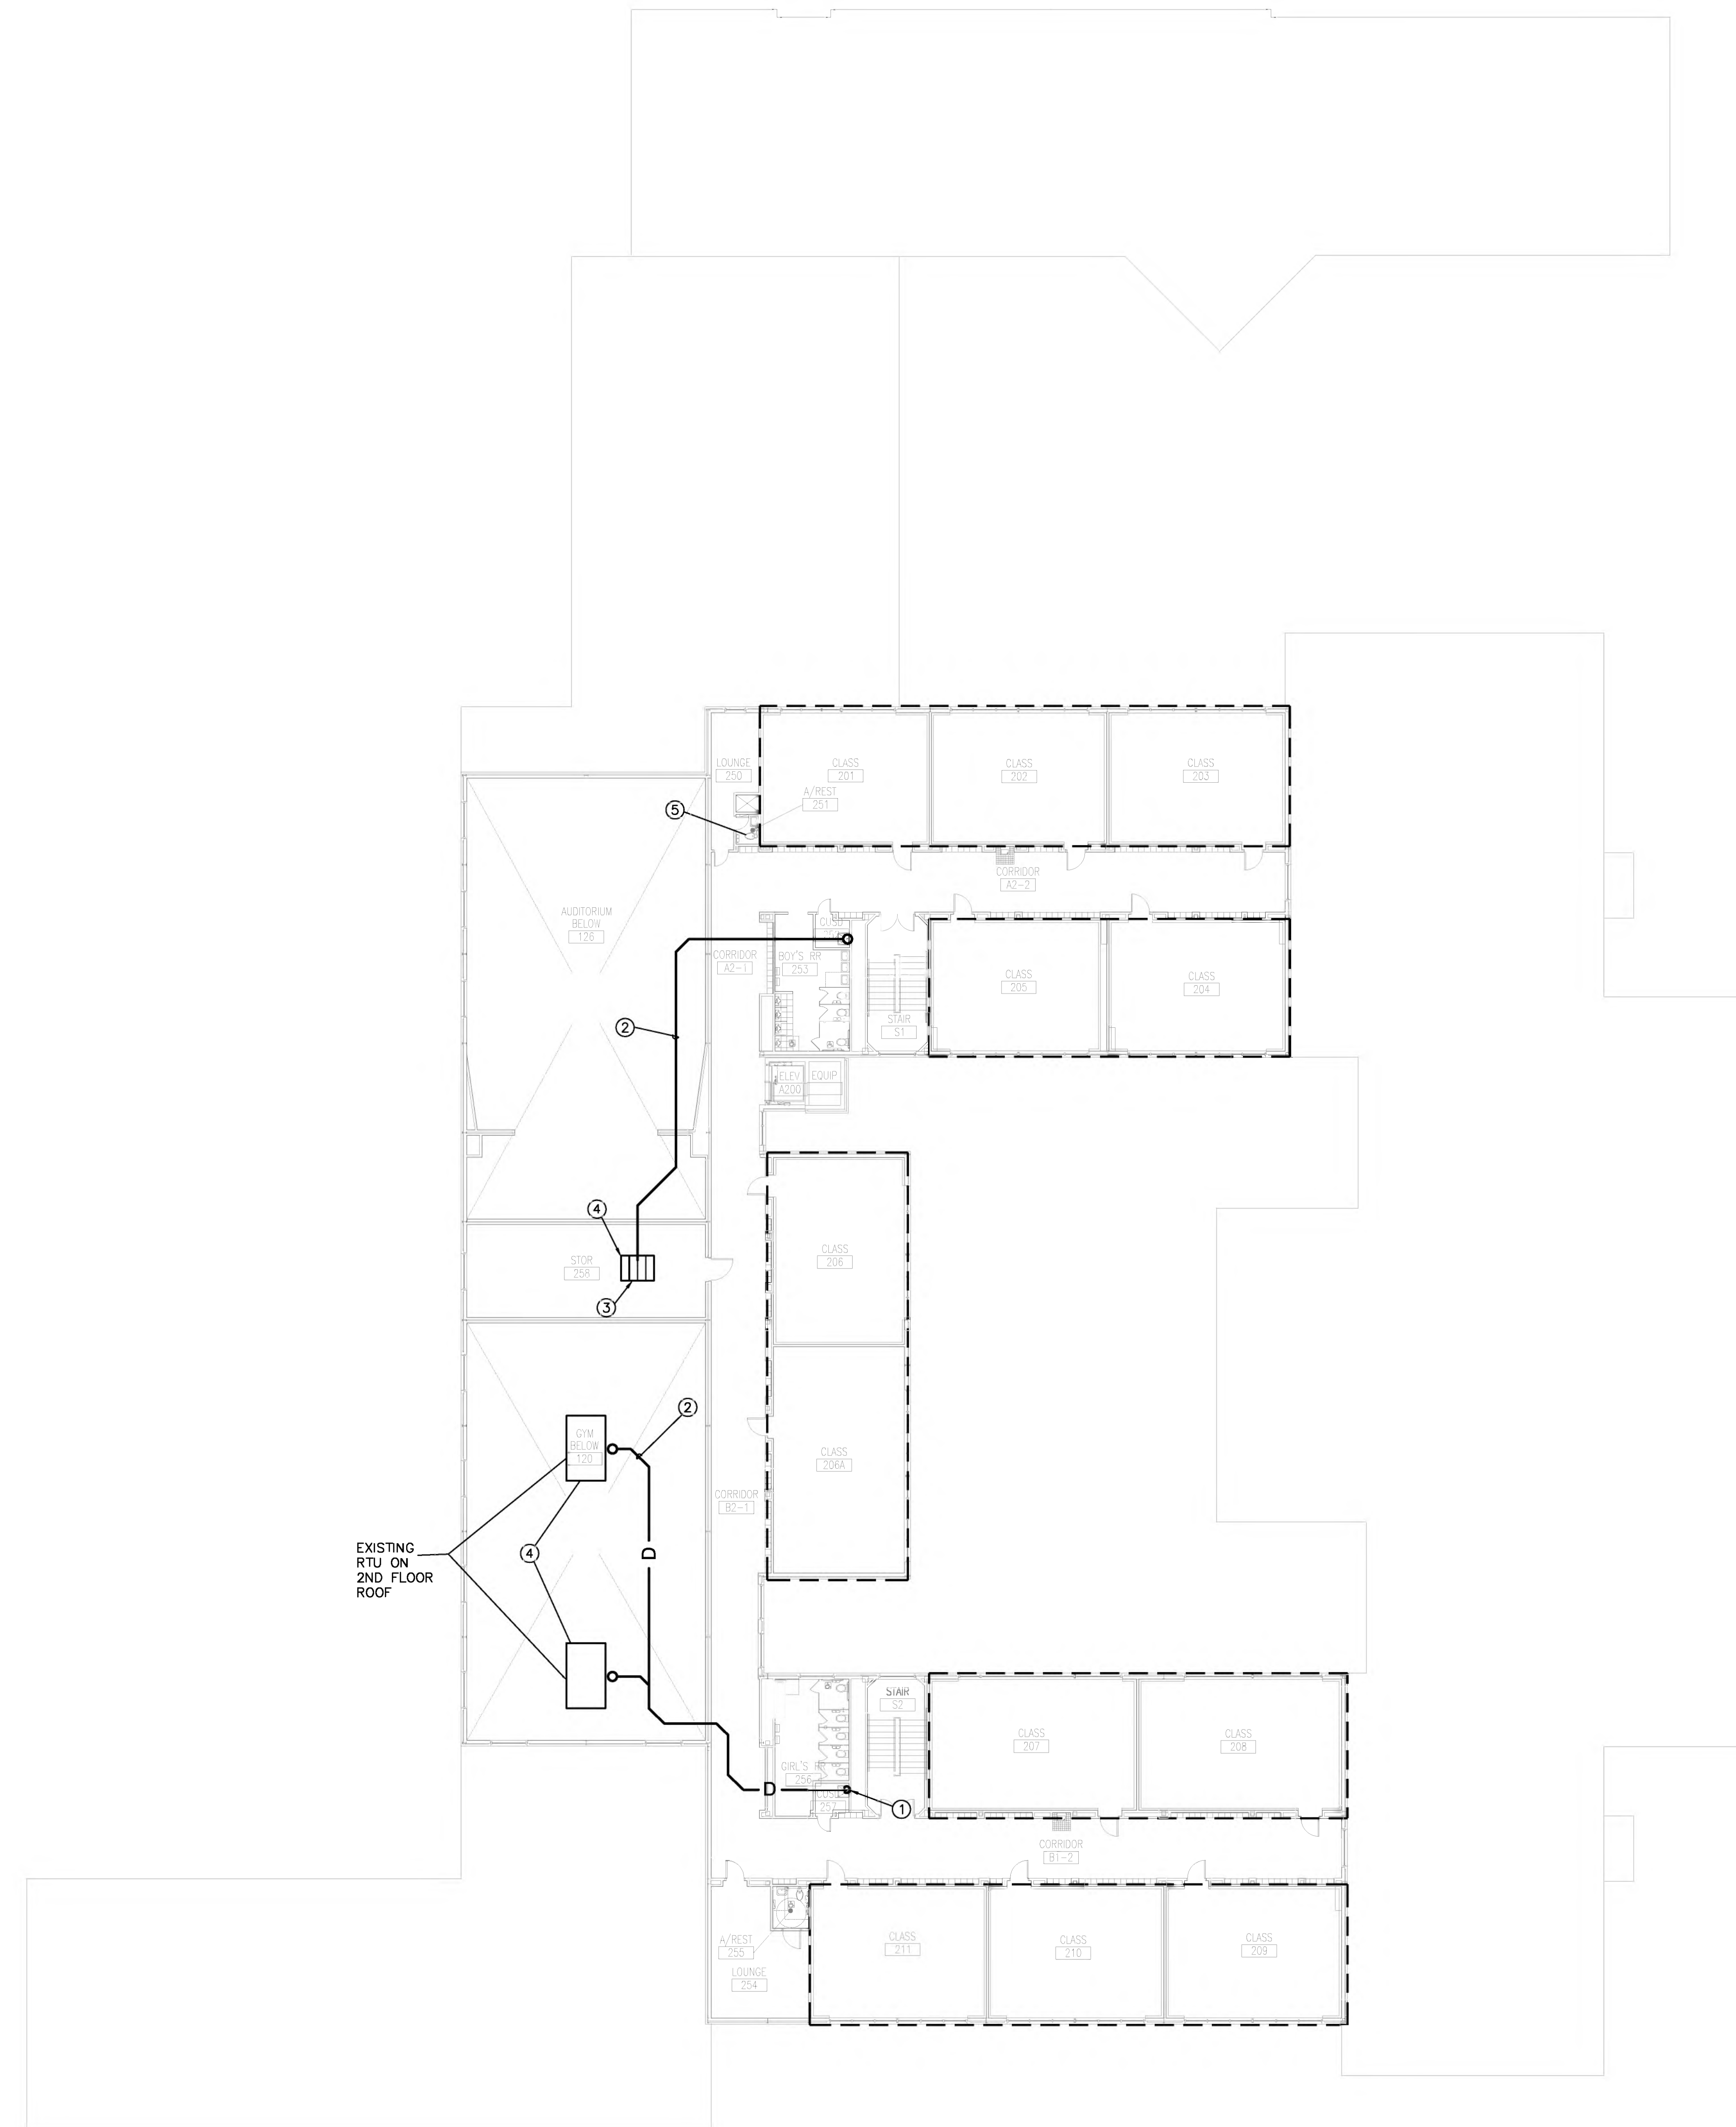 LOUNGE
250
CLASS
201
CLASS
202
CLASS
203
A/REST
251
5
CORRIDOR
A2-2
AUDITORIUM
BELOW
126
CORRIDOR
A2-1
BOY'S RR
253
CLASS
205
CLASS
204
STAIR
S1
2
ELEV
A200
EQUIP
4
STOR
258
3
CLASS
206
2
GYM
BELOW
120
CLASS
206A
CORRIDOR
B2-1
EXISTING
RTU ON
2ND FLOOR
ROOF
4
D
STAIR
S2
CLASS
207
CLASS
208
GIRL'S
256
D
257
1
CORRIDOR
B1-2
A/REST
255
LOUNGE
254
CLASS
211
CLASS
210
CLASS
209